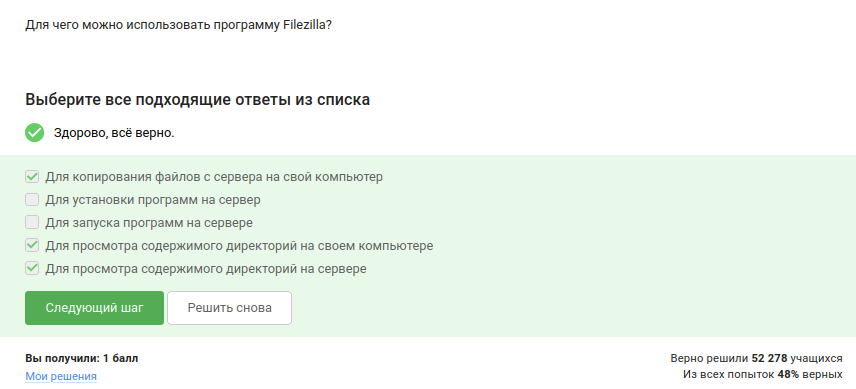 Для чего можно использовать программу Filezilla?
Выберите все подходящие ответы из списка
Здорово, всё верно.
Для копирования файлов с сервера на свой компьютер
Для установки программ на сервер
Для запуска программ на сервере
Для просмотра содержимого директорий на своем компьютере
Для просмотра содержимого директорий на сервере
Следующий шаг
Решить снова
Вы получили: 1 балл
Мои решения
Верно решили 52 278 учащихся
Из всех попыток 48% верных